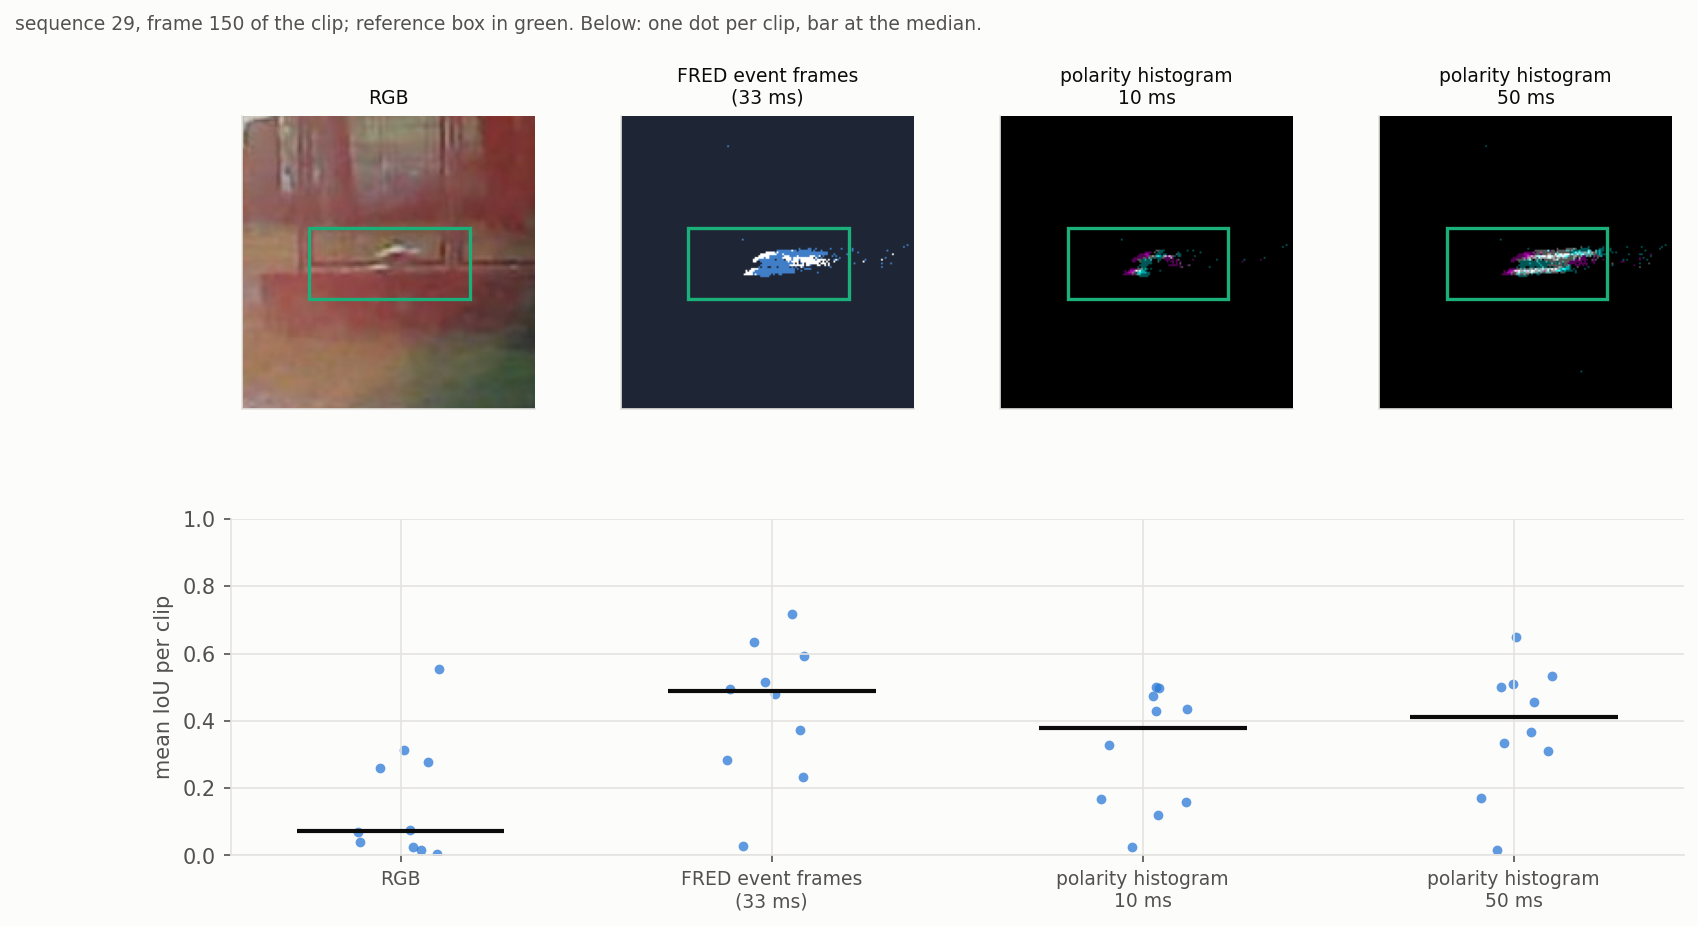 sequence 29, frame 150 of the clip; reference box in green. Below: one dot per clip, bar at the median.
RGB
FRED event frames
(33 ms)
polarity histogram
10 ms
polarity histogram
50 ms
mean IoU per clip
1.0
0.8
0.6
0.4
0.2
0.0
RGB
FRED event frames
(33 ms)
polarity histogram
10 ms
polarity histogram
50 ms